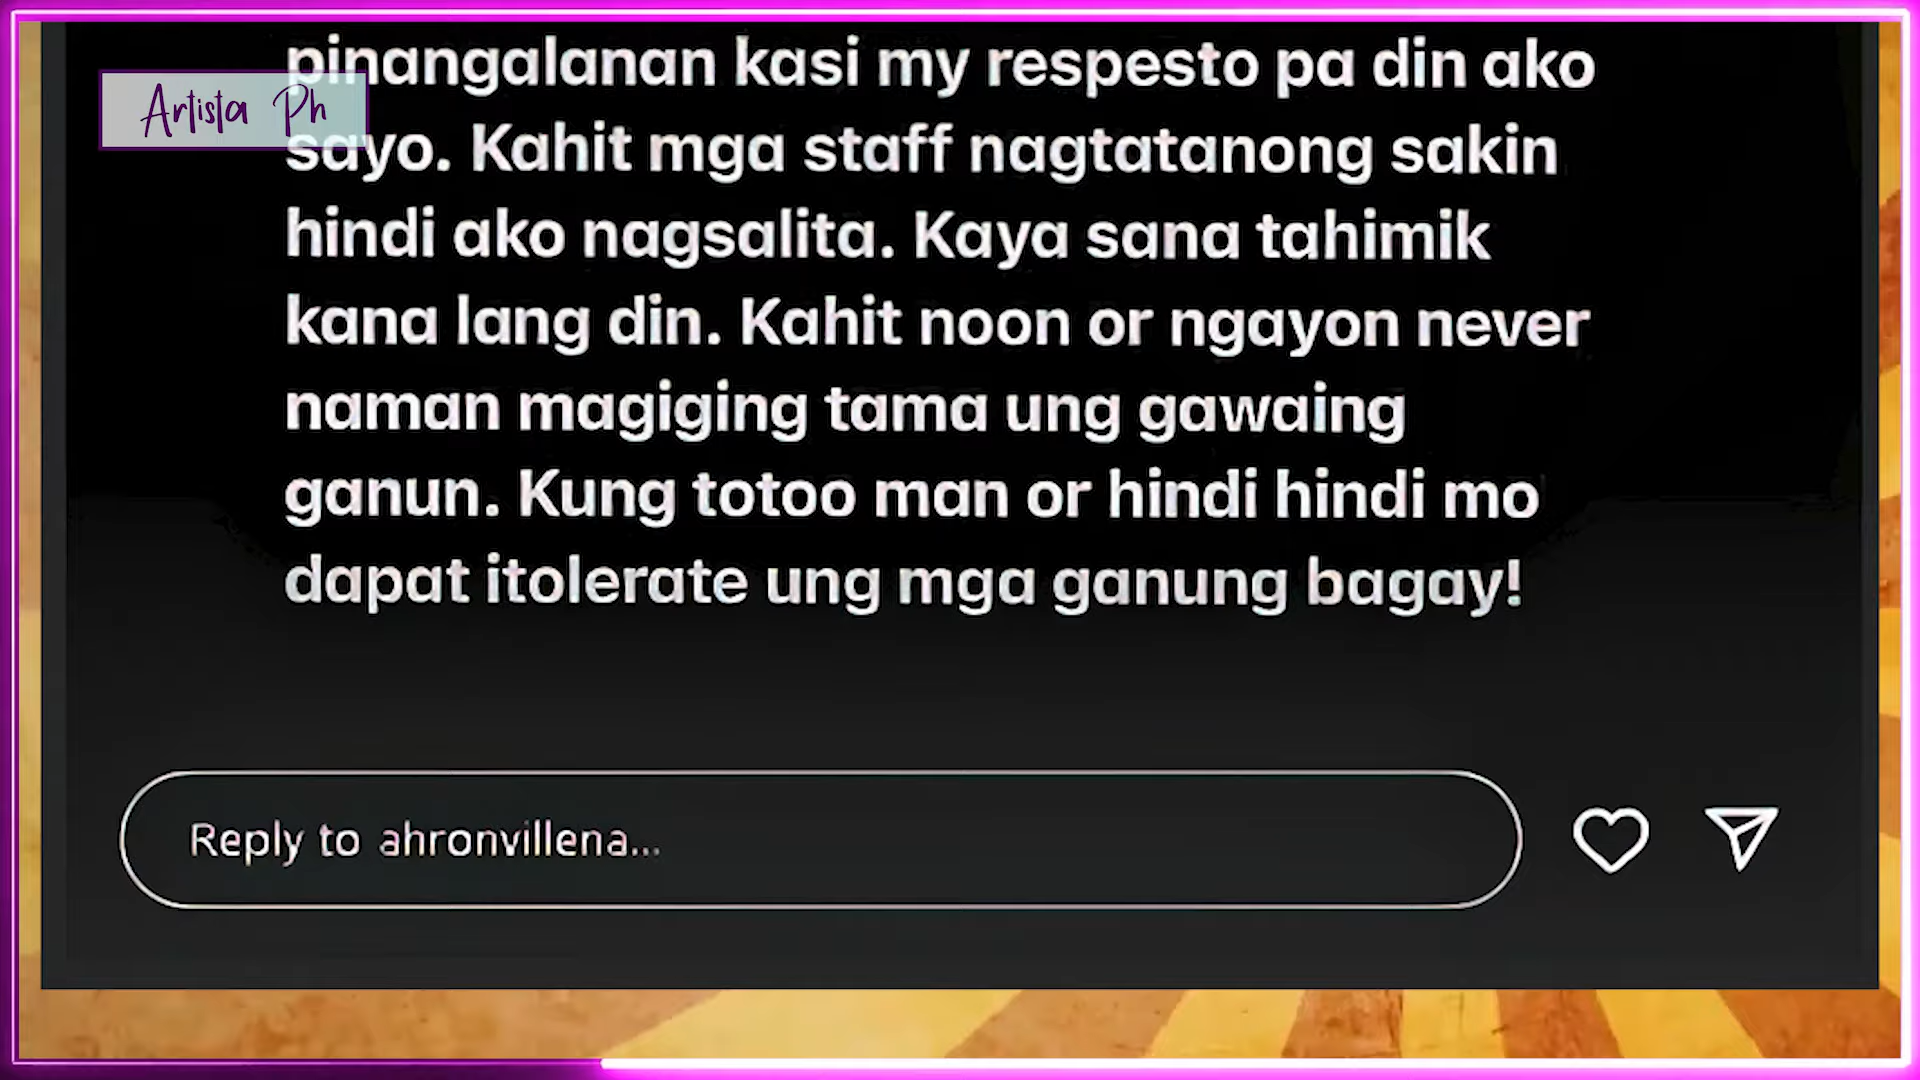 pinangalanan kasi my respesto pa din ako
Artista Ph
sayo. Kahit mga staff nagtatanong sakin
hindi ako nagsalita. Kaya sana tahimik
kana lang din. Kahit noon or ngayon never
naman magiging tama ung gawaing
ganun. Kung totoo man or hindi hindi mo
dapat itolerate ung mga ganung bagay!
Reply to ahronvillena...